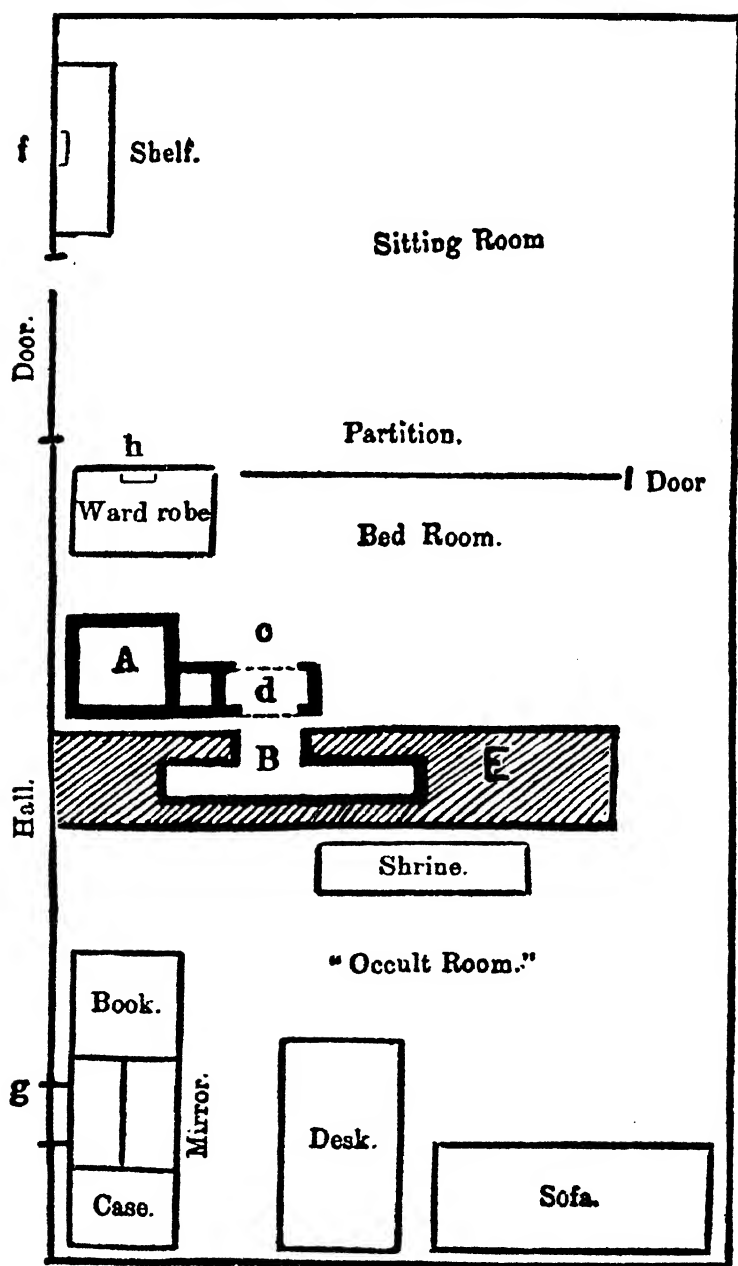 f
Shelf.
Sitting Room
Door.
Partition.
h
Door
Ward robe
Bed Room.
A
c
d
B
E
Hall.
Shrine.
"Occult Room."
Book.
g
Mirror.
Desk.
Case.
Sofa.